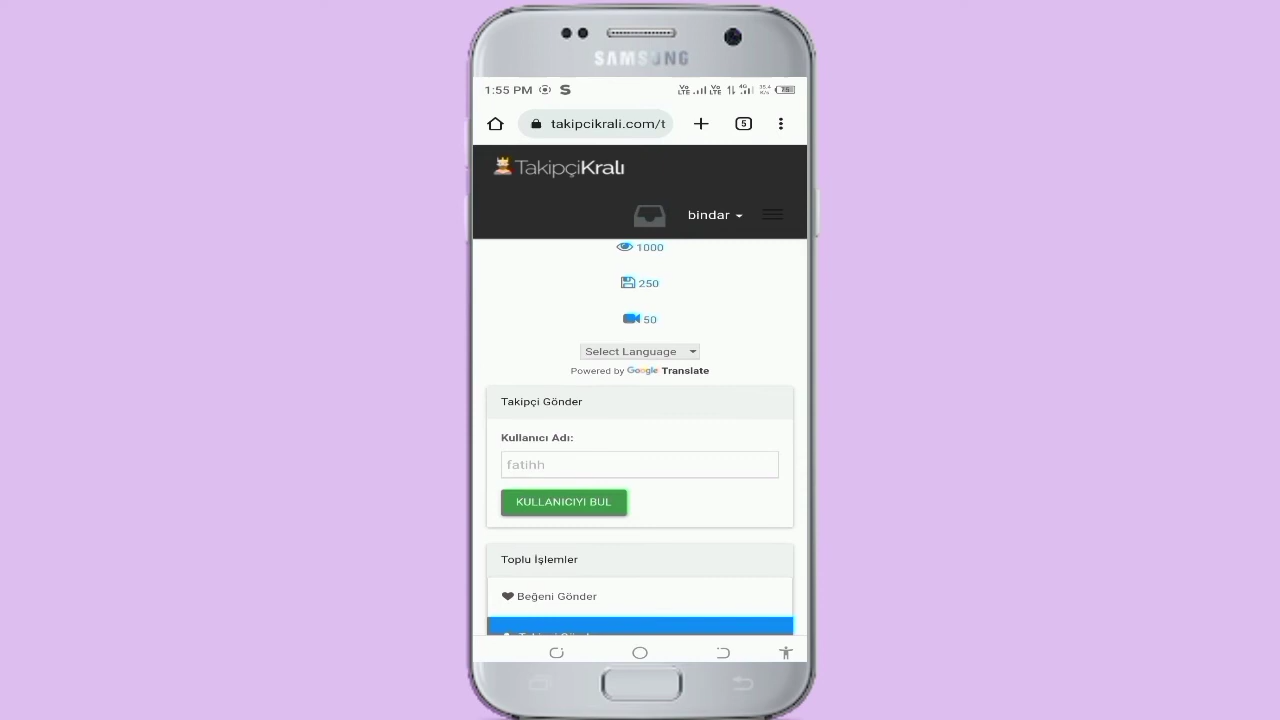 SAMSUNG
1:55 PM S
takipcikrali.com/t
5
TakipçiKralı
bindar
1000
250
50
Select Language
Powered by Google Translate
Takipçi Gönder
Kullanıcı Adı:
fatihh
KULLANICIYI BUL
Toplu İşlemler
Beğeni Gönder